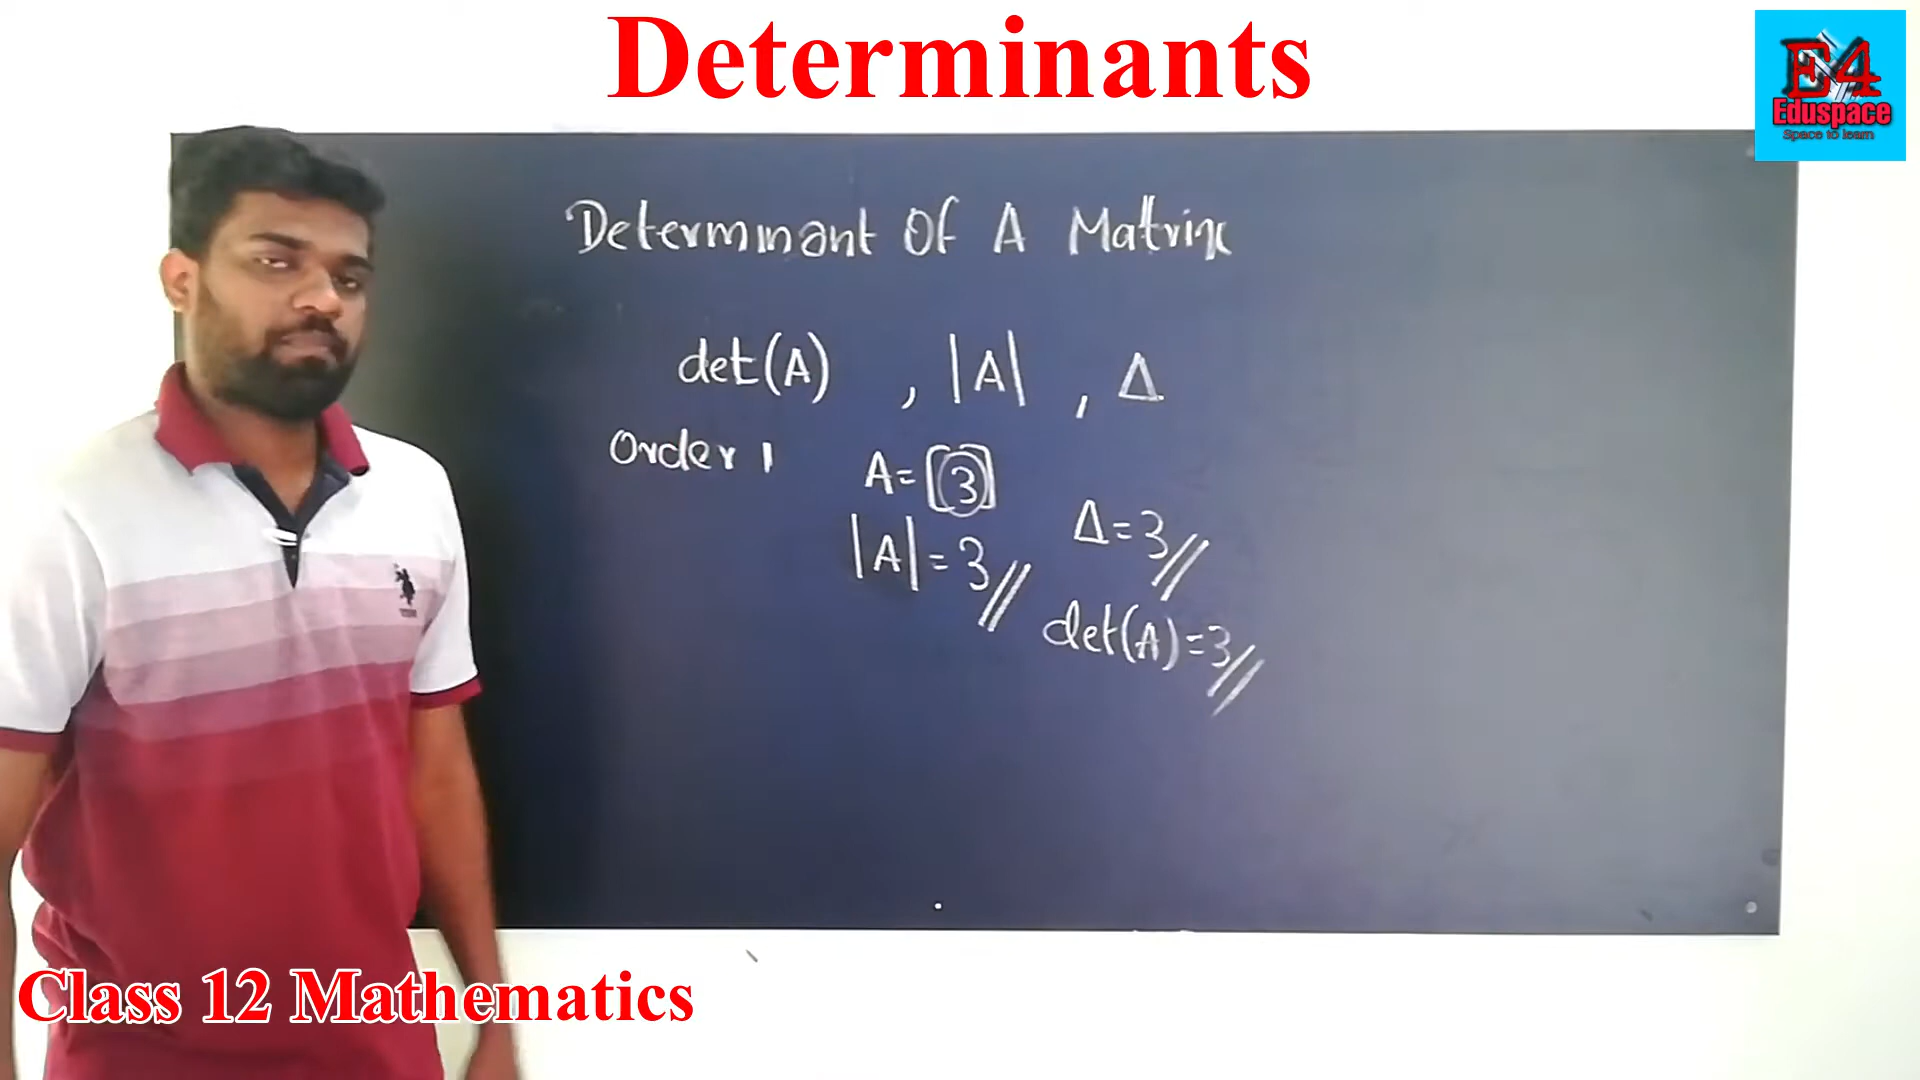 Determinants
E4
Eduspace
Space to learn
Determinant Of A Matrix
det(A) , |A| , Δ
Order 1
A = [3]
|A| = 3//
Δ = 3//
det(A) = 3//
Class 12 Mathematics